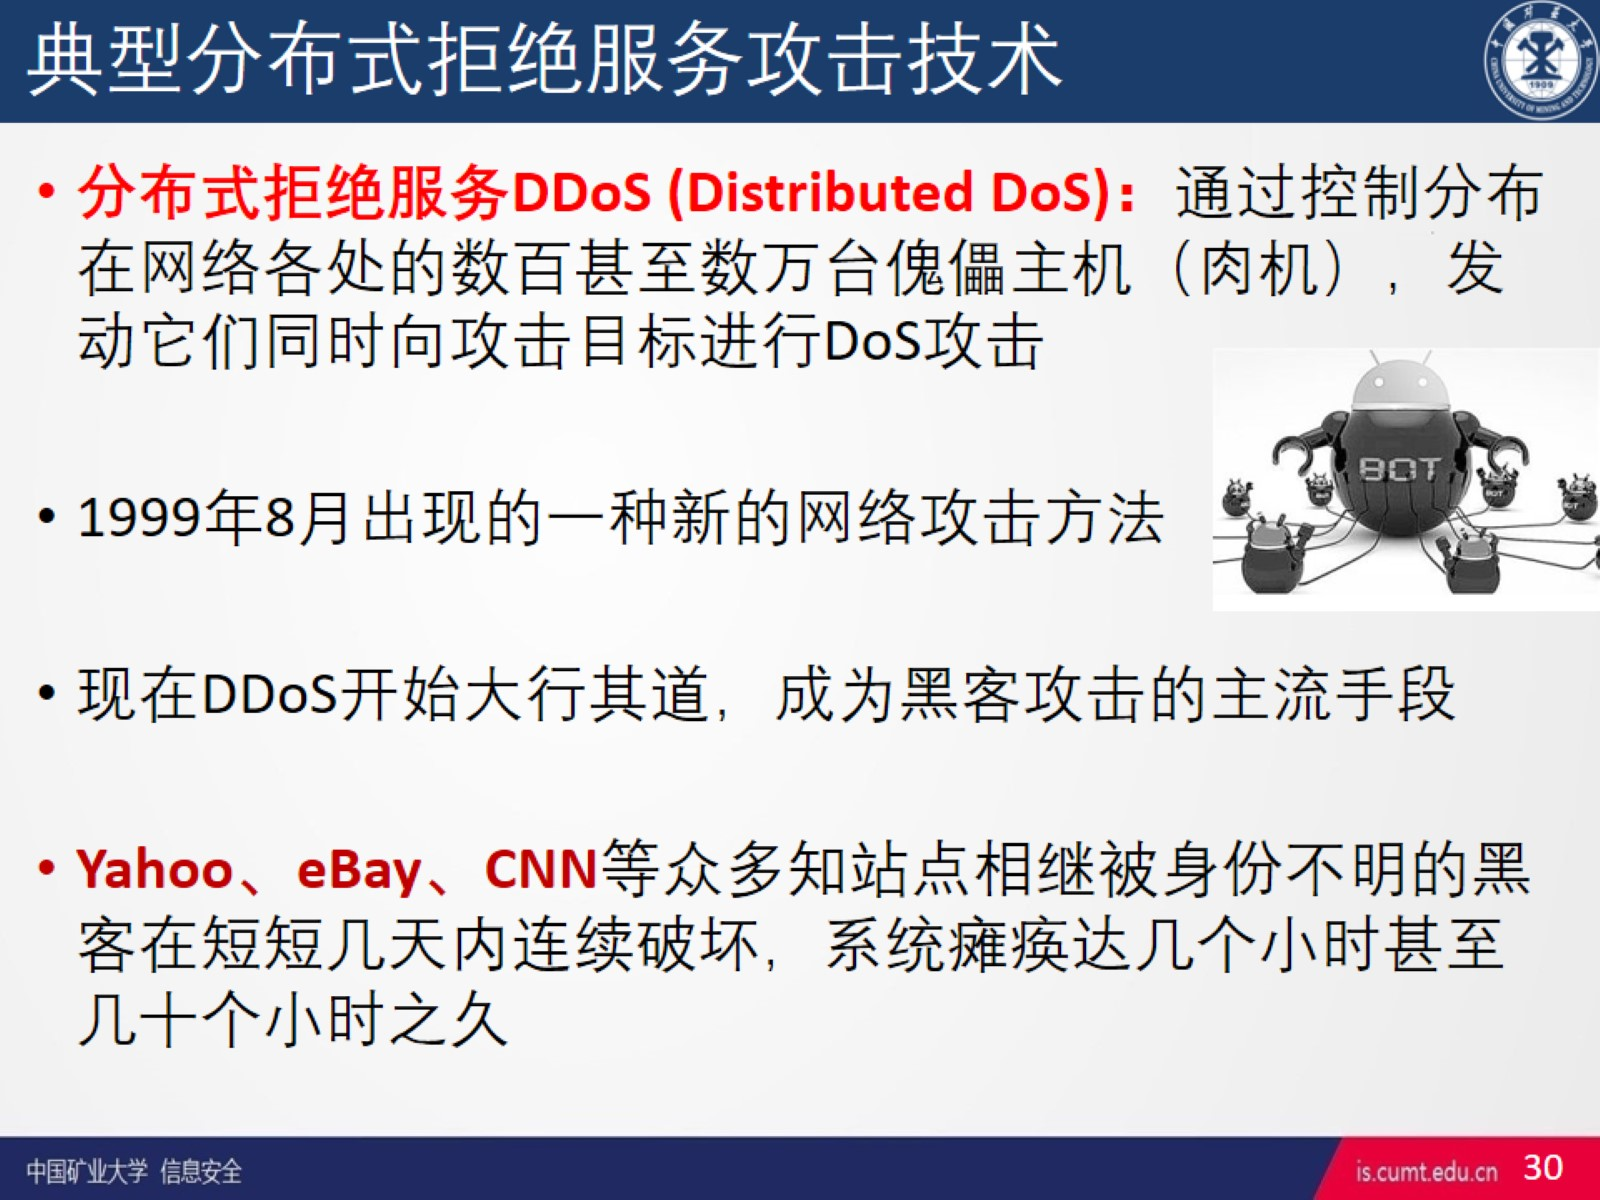 典型分布式拒绝服务攻击技术
• 分布式拒绝服务DDoS (Distributed DoS)：通过控制分布
在网络各处的数百甚至数万台傀儡主机（肉机），发
动它们同时向攻击目标进行DoS攻击
BOT
• 1999年8月出现的一种新的网络攻击方法
• 现在DDoS开始大行其道，成为黑客攻击的主流手段
• Yahoo、eBay、CNN等众多知站点相继被身份不明的黑
客在短短几天内连续破坏，系统瘫痪达几个小时甚至
几十个小时之久
中国矿业大学 信息安全
is.cumt.edu.cn 30